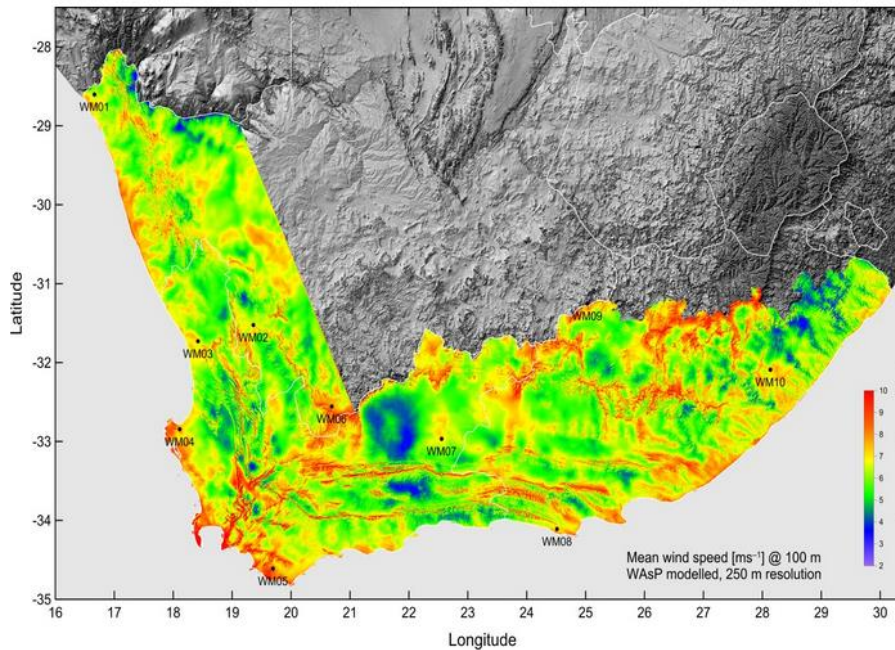 -28
-29
-30
-31
-32
-33
-34
-35
Latitude
WM01
WM02
WM03
WM04
WM05
WM06
WM07
WM08
WM09
WM10
10
9
8
7
6
5
4
3
2
Mean wind speed [ms⁻¹] @ 100 m
WAsP modelled, 250 m resolution
16 17 18 19 20 21 22 23 24 25 26 27 28 29 30
Longitude